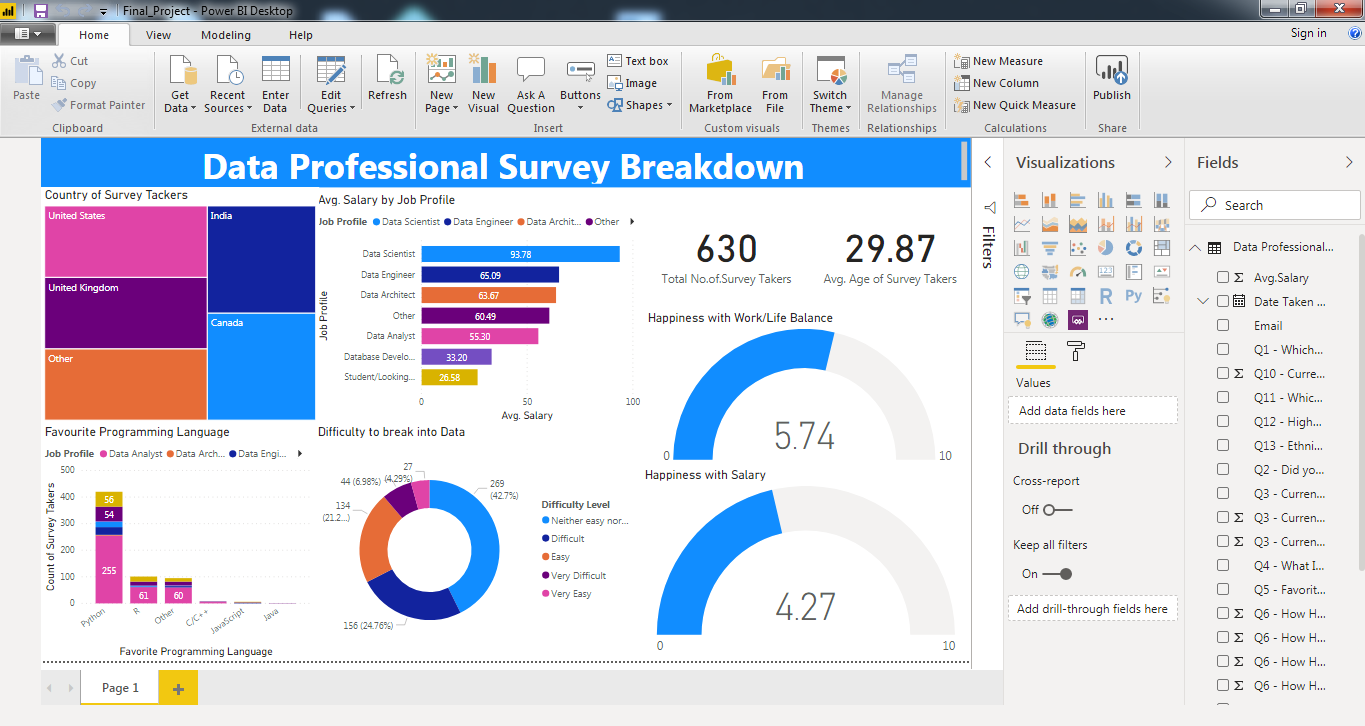 Final_Project - Power BI Desktop
Home View Modeling Help Sign in
Paste
Cut
Copy
Format Painter
Clipboard
Get Data
Recent Sources
Enter Data
Edit Queries
Refresh
External data
New Page
New Visual
Ask A Question
Buttons
Text box
Image
Shapes
Insert
From Marketplace
From File
Custom visuals
Switch Theme
Themes
Manage Relationships
Relationships
New Measure
New Column
New Quick Measure
Calculations
Publish
Share
Data Professional Survey Breakdown
Country of Survey Tackers
United States
India
United Kingdom
Canada
Other
Avg. Salary by Job Profile
Job Profile Data Scientist Data Engineer Data Archit... Other
Job Profile
Data Scientist 93.78
Data Engineer 65.09
Data Architect 63.67
Other 60.49
Data Analyst 55.30
Database Develo... 33.20
Student/Looking... 26.58
0 50 100
Avg. Salary
630
Total No.of.Survey Takers
29.87
Avg. Age of Survey Takers
Happiness with Work/Life Balance
5.74
0 10
Happiness with Salary
4.27
0 10
Favourite Programming Language
Job Profile Data Analyst Data Arch... Data Engi...
Count of Survey Takers
500
400
300
200
100
0
56
54
255
61
60
Python R Other C/C++ JavaScript Java
Favorite Programming Language
Difficulty to break into Data
27
(4.29%)
44 (6.98%)
134
(21.2...)
269
(42.7%)
156 (24.76%)
Difficulty Level
Neither easy nor...
Difficult
Easy
Very Difficult
Very Easy
Page 1
Filters
Visualizations
R Py
Values
Add data fields here
Drill through
Cross-report
Off
Keep all filters
On
Add drill-through fields here
Fields
Search
Data Professional...
Avg.Salary
Date Taken ...
Email
Q1 - Which...
Q10 - Curre...
Q11 - Whic...
Q12 - High...
Q13 - Ethni...
Q2 - Did yo...
Q3 - Curren...
Q3 - Curren...
Q3 - Curren...
Q4 - What I...
Q5 - Favorit...
Q6 - How H...
Q6 - How H...
Q6 - How H...
Q6 - How H...